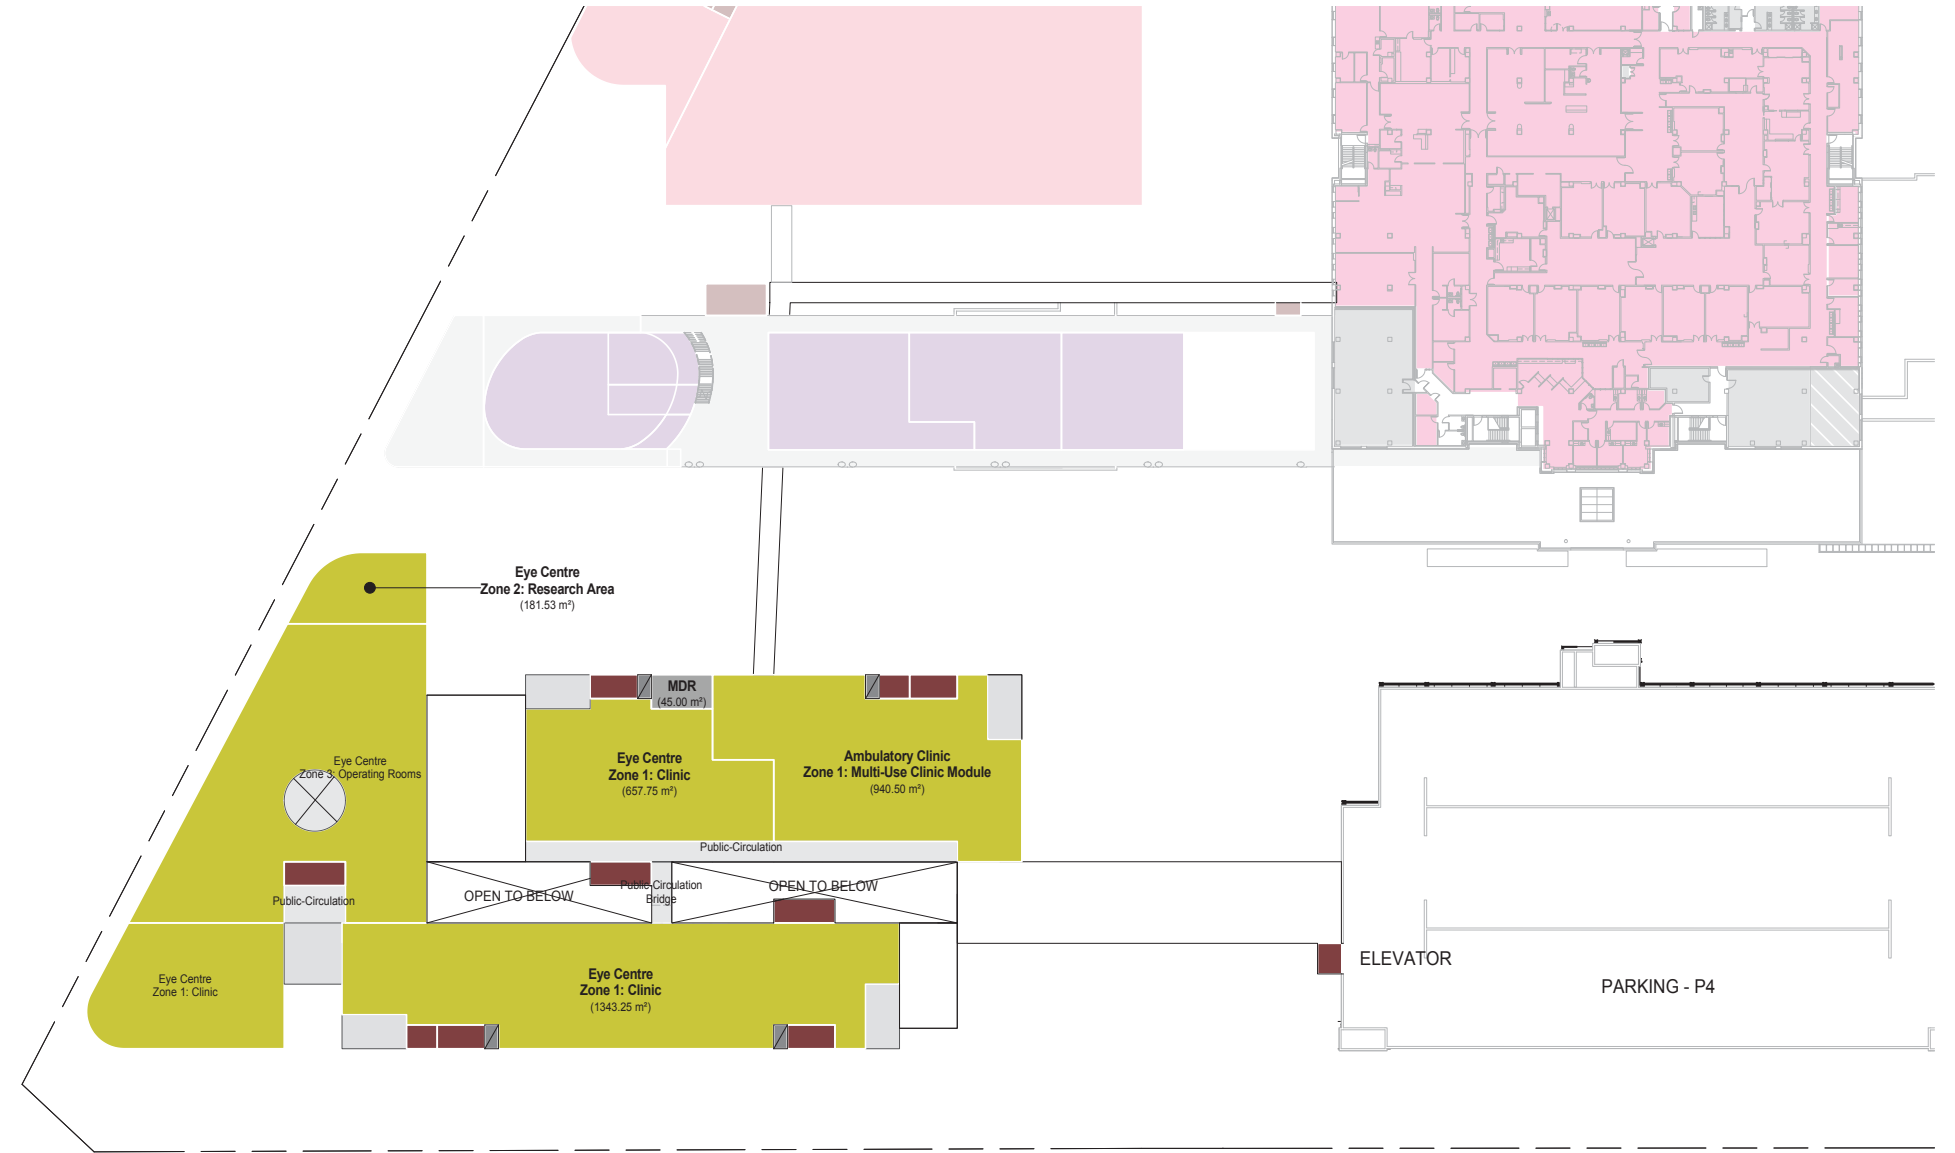 Eye Centre
Zone 2: Research Area
(181.53 m²)
MDR
(45.00 m²)
Eye Centre
Zone 1: Clinic
(657.75 m²)
Ambulatory Clinic
Zone 1: Multi-Use Clinic Module
(940.50 m²)
Eye Centre
Zone 3: Operating Rooms
Public-Circulation
OPEN TO BELOW
Public-Circulation
Bridge
OPEN TO BELOW
Public-Circulation
Eye Centre
Zone 1: Clinic
Eye Centre
Zone 1: Clinic
(1343.25 m²)
ELEVATOR
PARKING - P4